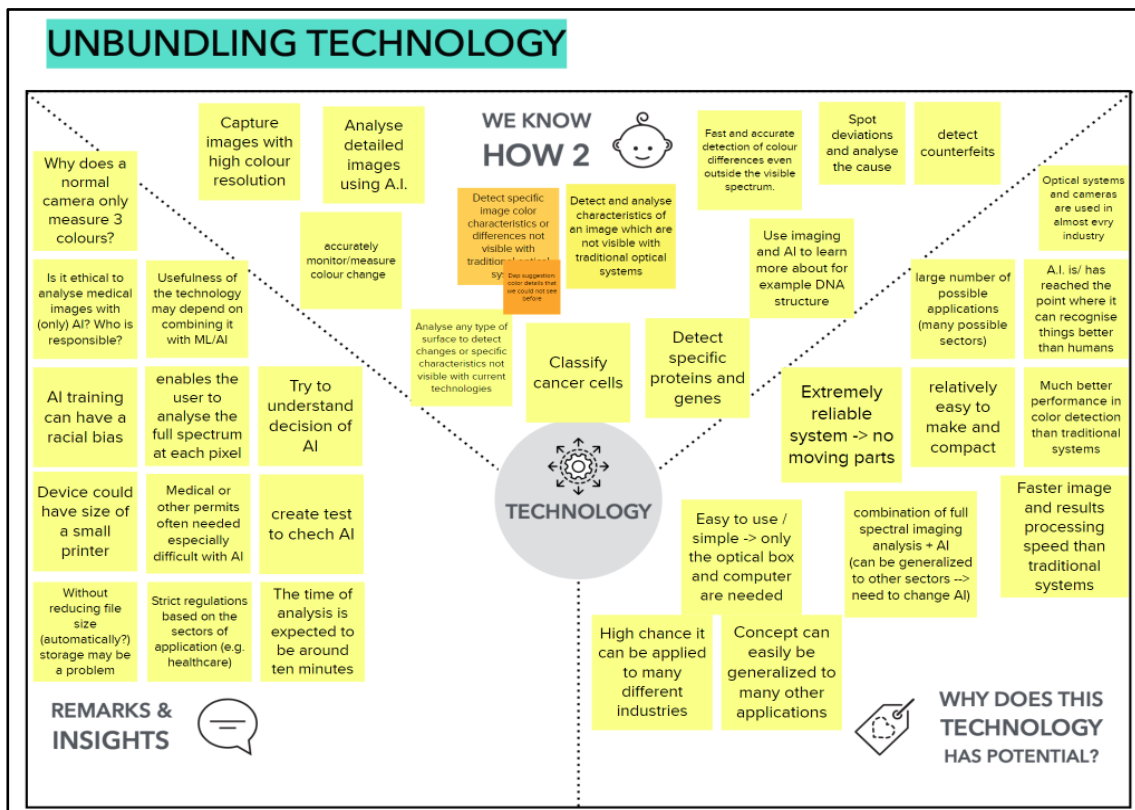 UNBUNDLING TECHNOLOGY
WE KNOW
HOW 2
Capture
images with
high colour
resolution
Analyse
detailed
images
using A.I.
accurately
monitor/measure
colour change
Detect specific
image color
characteristics or
differences not
visible with
traditional optical
Step suggestion:
color details that
we could not see
before
Detect and analyse
characteristics of
an image which are
not visible with
traditional optical
systems
Fast and accurate
detection of colour
differences even
outside the visible
spectrum.
Spot
deviations
and analyse
the cause
detect
counterfeits
Use imaging
and AI to learn
more about for
example DNA
structure
Analyse any type of
surface to detect
changes or specific
characteristics not
visible with current
technologies
Classify
cancer cells
Detect
specific
proteins and
genes
TECHNOLOGY
Why does a
normal
camera only
measure 3
colours?
Is it ethical to
analyse medical
images with
(only) AI? Who is
responsible?
Usefulness of
the technology
may depend on
combining it
with ML/AI
AI training
can have a
racial bias
enables the
user to
analyse the
full spectrum
at each pixel
Try to
understand
decision of
AI
Device could
have size of
a small
printer
Medical or
other permits
often needed
especially
difficult with AI
create test
to chech AI
Without
reducing file
size
(automatically?)
storage may be
a problem
Strict regulations
based on the
sectors of
application (e.g.
healthcare)
The time of
analysis is
expected to
be around
ten minutes
REMARKS &
INSIGHTS
Optical systems
and cameras
are used in
almost evry
industry
large number of
possible
applications
(many possible
sectors)
A.I. is/ has
reached the
point where it
can recognise
things better
than humans
Extremely
reliable
system -> no
moving parts
relatively
easy to
make and
compact
Much better
performance in
color detection
than traditional
systems
Easy to use /
simple -> only
the optical box
and computer
are needed
combination of full
spectral imaging
analysis + AI
(can be generalized
to other sectors -->
need to change AI)
Faster image
and results
processing
speed than
traditional
systems
High chance it
can be applied
to many
different
industries
Concept can
easily be
generalized to
many other
applications
WHY DOES THIS
TECHNOLOGY
HAS POTENTIAL?